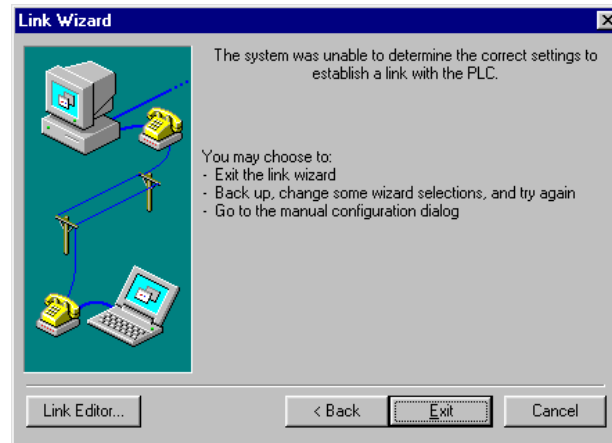 Link Wizard
The system was unable to determine the correct settings to
establish a link with the PLC.
You may choose to:
- Exit the link wizard
- Back up, change some wizard selections, and try again
- Go to the manual configuration dialog
Link Editor...
< Back
Exit
Cancel